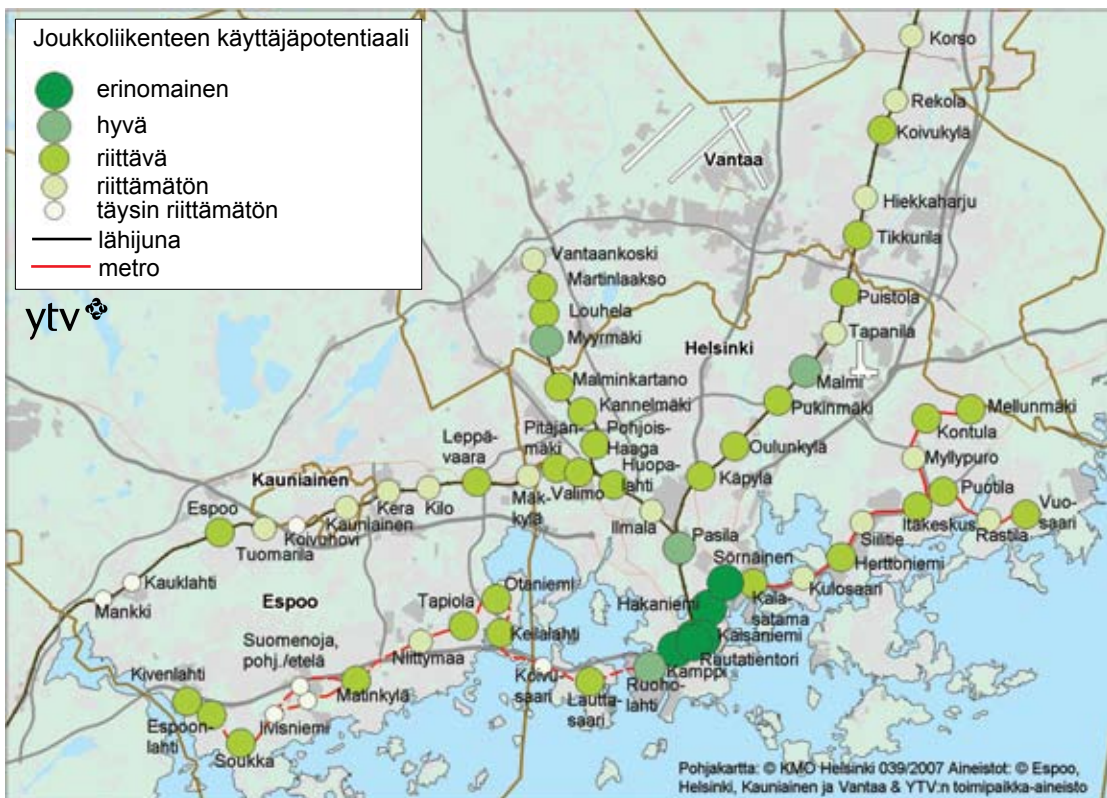 Joukkoliikenteen käyttäjäpotentiaali
erinomainen
hyvä
riittävä
riittämätön
täysin riittämätön
lähijuna
metro
ytv
Korso
Rekola
Koivukylä
Vantaa
Hiekkaharju
Tikkurila
Vantaankoski
Martinlaakso
Puistola
Louhela
Tapanila
Myyrmäki
Helsinki
Malmi
Malminkartano
Pukinmäki
Mellunmäki
Kannelmäki
Kontula
Pitäjän-
mäki
Pohjois-
Haaga
Oulunkylä
Myllypuro
Leppä-
vaara
Huopa-
lahti
Käpylä
Puotila
Kauniainen
Valimo
Vuo-
saari
Espoo
Kera
Kilo
Mäk-
kylä
Ilmala
Itäkeskus
Rastila
Kauniainen
Koivuhovi
Tuomarila
Pasila
Siilitie
Sörnäinen
Herttoniemi
Kauklahti
Mankki
Espoo
Otaniemi
Tapiola
Hakaniemi
Kala-
satama
Kulosaari
Keilalahti
Kaisaniemi
Suomenoja,
pohj./etelä
Niittymaa
Rautatientori
Kivenlahti
Matinkylä
Koivu-
saari
Kamppi
Ruoho-
lahti
Lautta-
saari
Espoon-
lahti
Iivisniemi
Soukka
Pohjakartta: © KMO Helsinki 039/2007 Aineistot: © Espoo,
Helsinki, Kauniainen ja Vantaa & YTV:n toimipaikka-aineisto